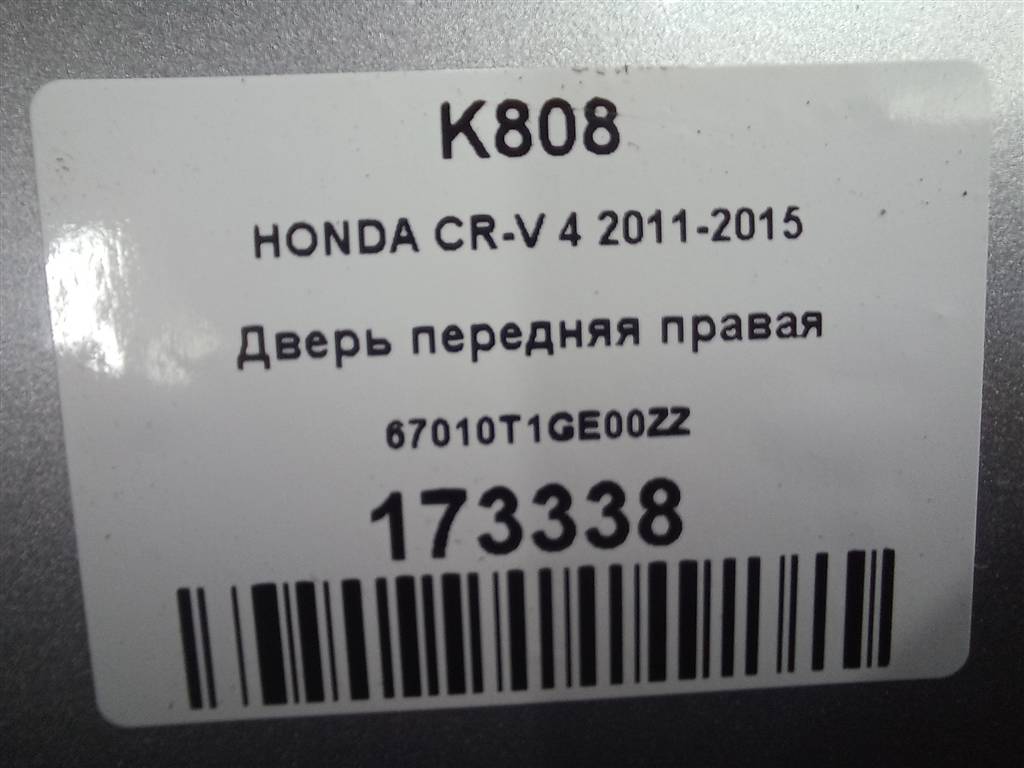 K808
HONDA CR-V 4 2011-2015
Дверь передняя правая
67010T1GE00ZZ
173338